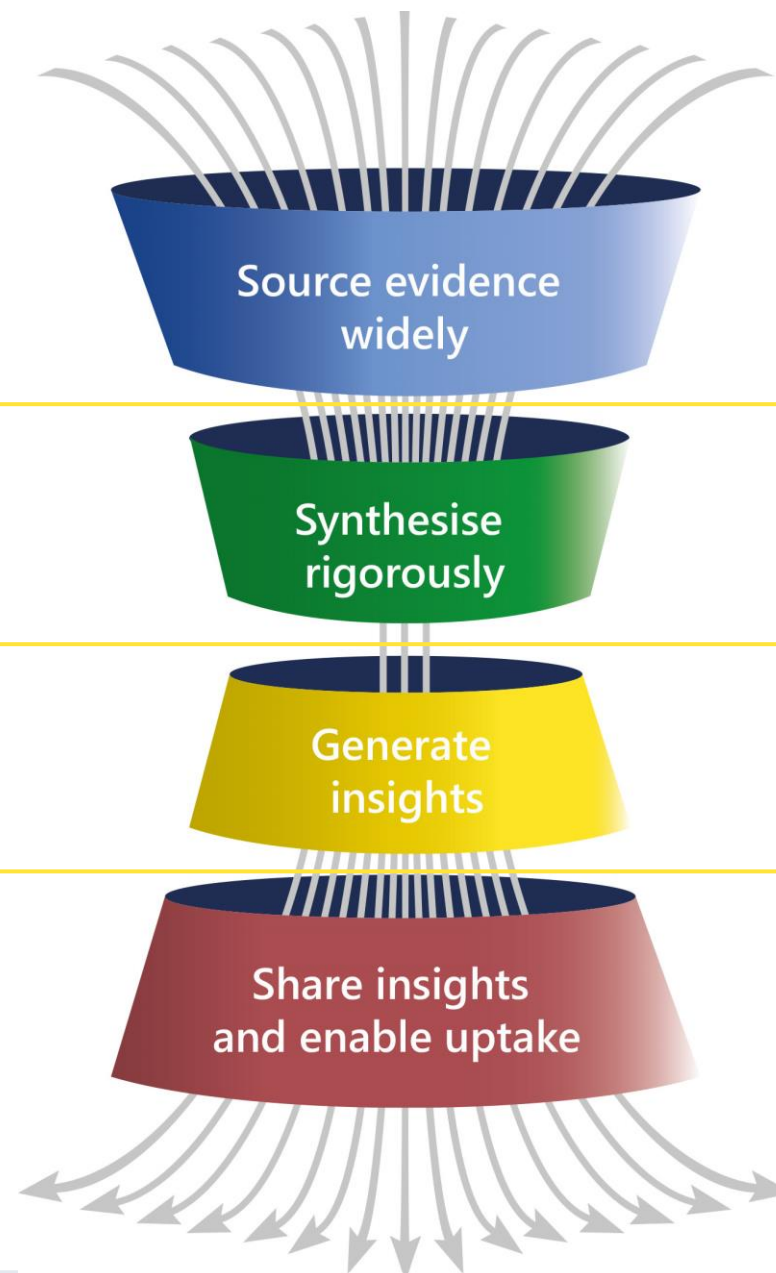 Source evidence
widely
Synthesise
rigorously
Generate
insights
Share insights
and enable uptake